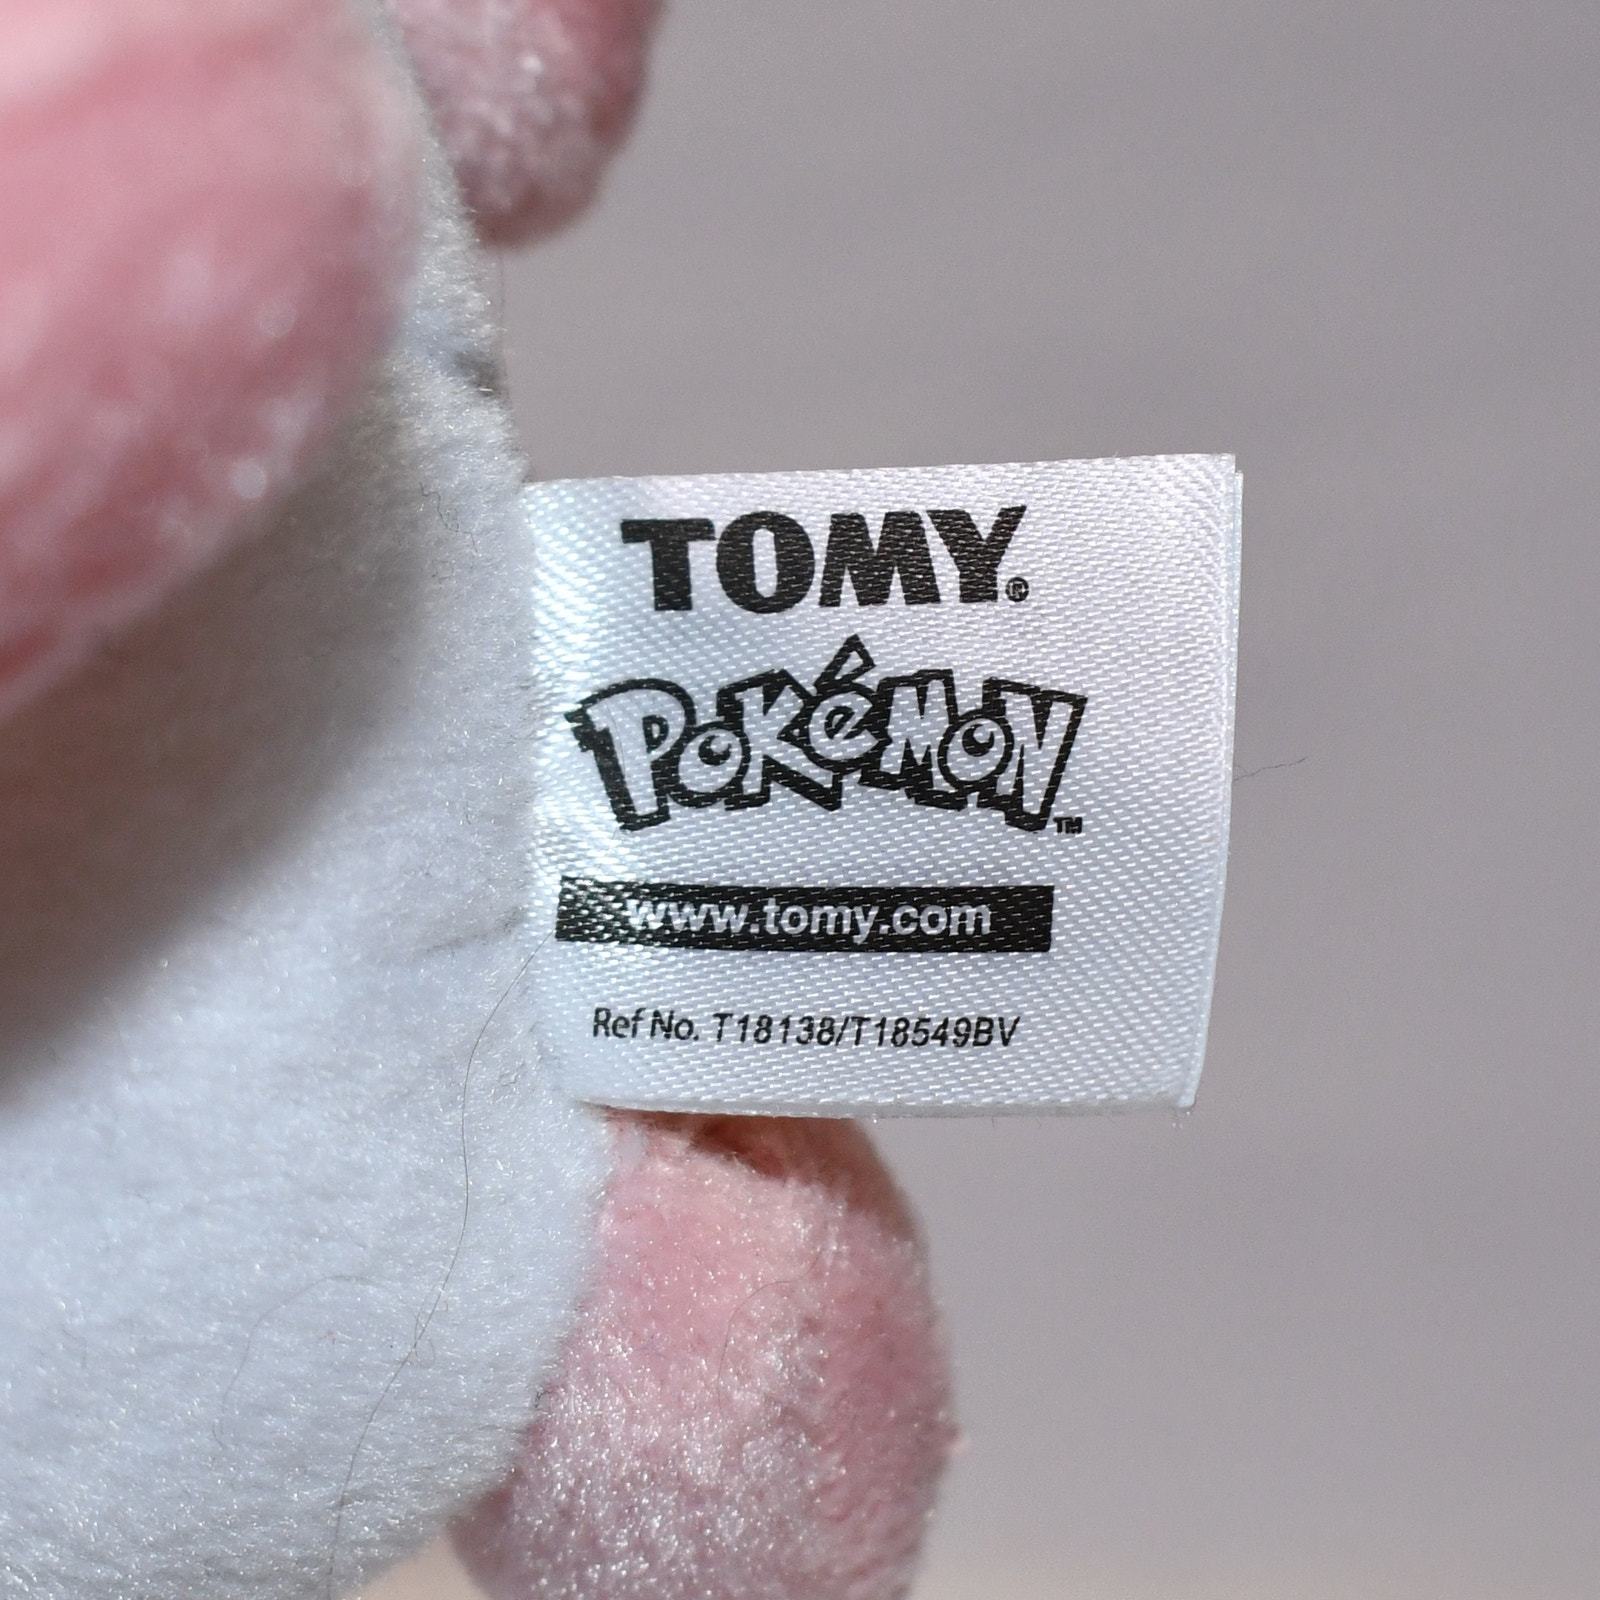 TOMY®
POKéMON™
www.tomy.com
Ref No. T18138/T18549BV